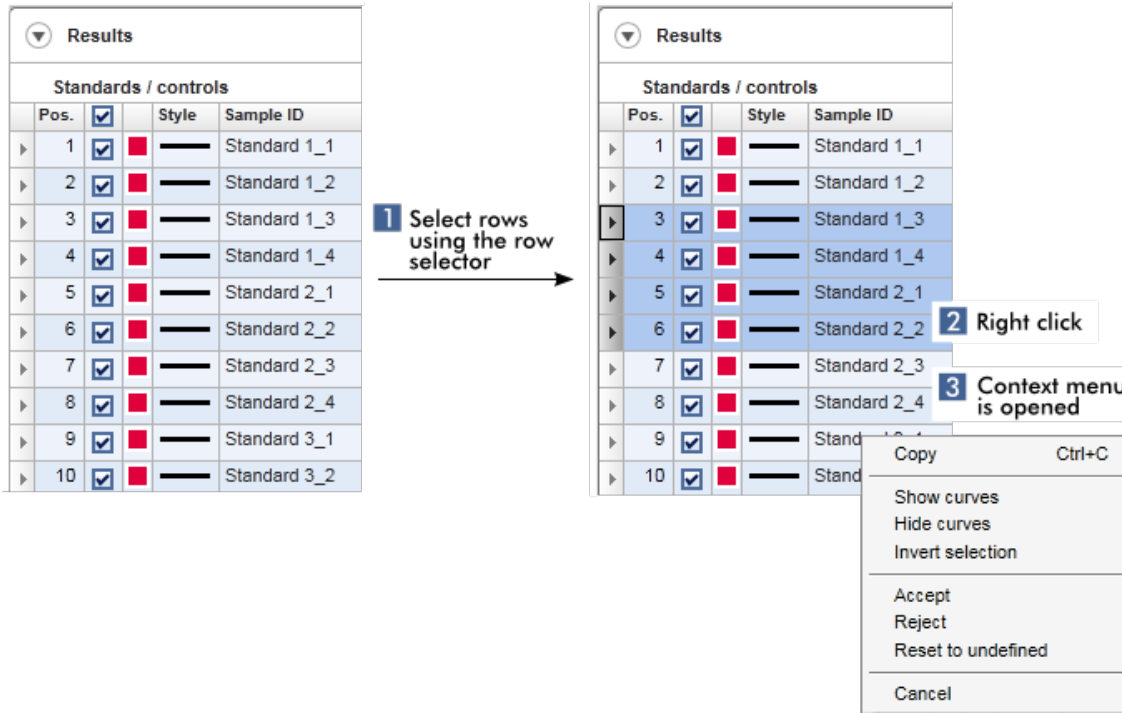 Results
Standards / controls
Pos. Style Sample ID
1 Standard 1_1
2 Standard 1_2
3 Standard 1_3
4 Standard 1_4
5 Standard 2_1
6 Standard 2_2
7 Standard 2_3
8 Standard 2_4
9 Standard 3_1
10 Standard 3_2
1 Select rows
using the row
selector
Results
Standards / controls
Pos. Style Sample ID
1 Standard 1_1
2 Standard 1_2
3 Standard 1_3
4 Standard 1_4
5 Standard 2_1
6 Standard 2_2
7 Standard 2_3
8 Standard 2_4
9
10
2 Right click
3 Context menu
is opened
Copy Ctrl+C
Show curves
Hide curves
Invert selection
Accept
Reject
Reset to undefined
Cancel